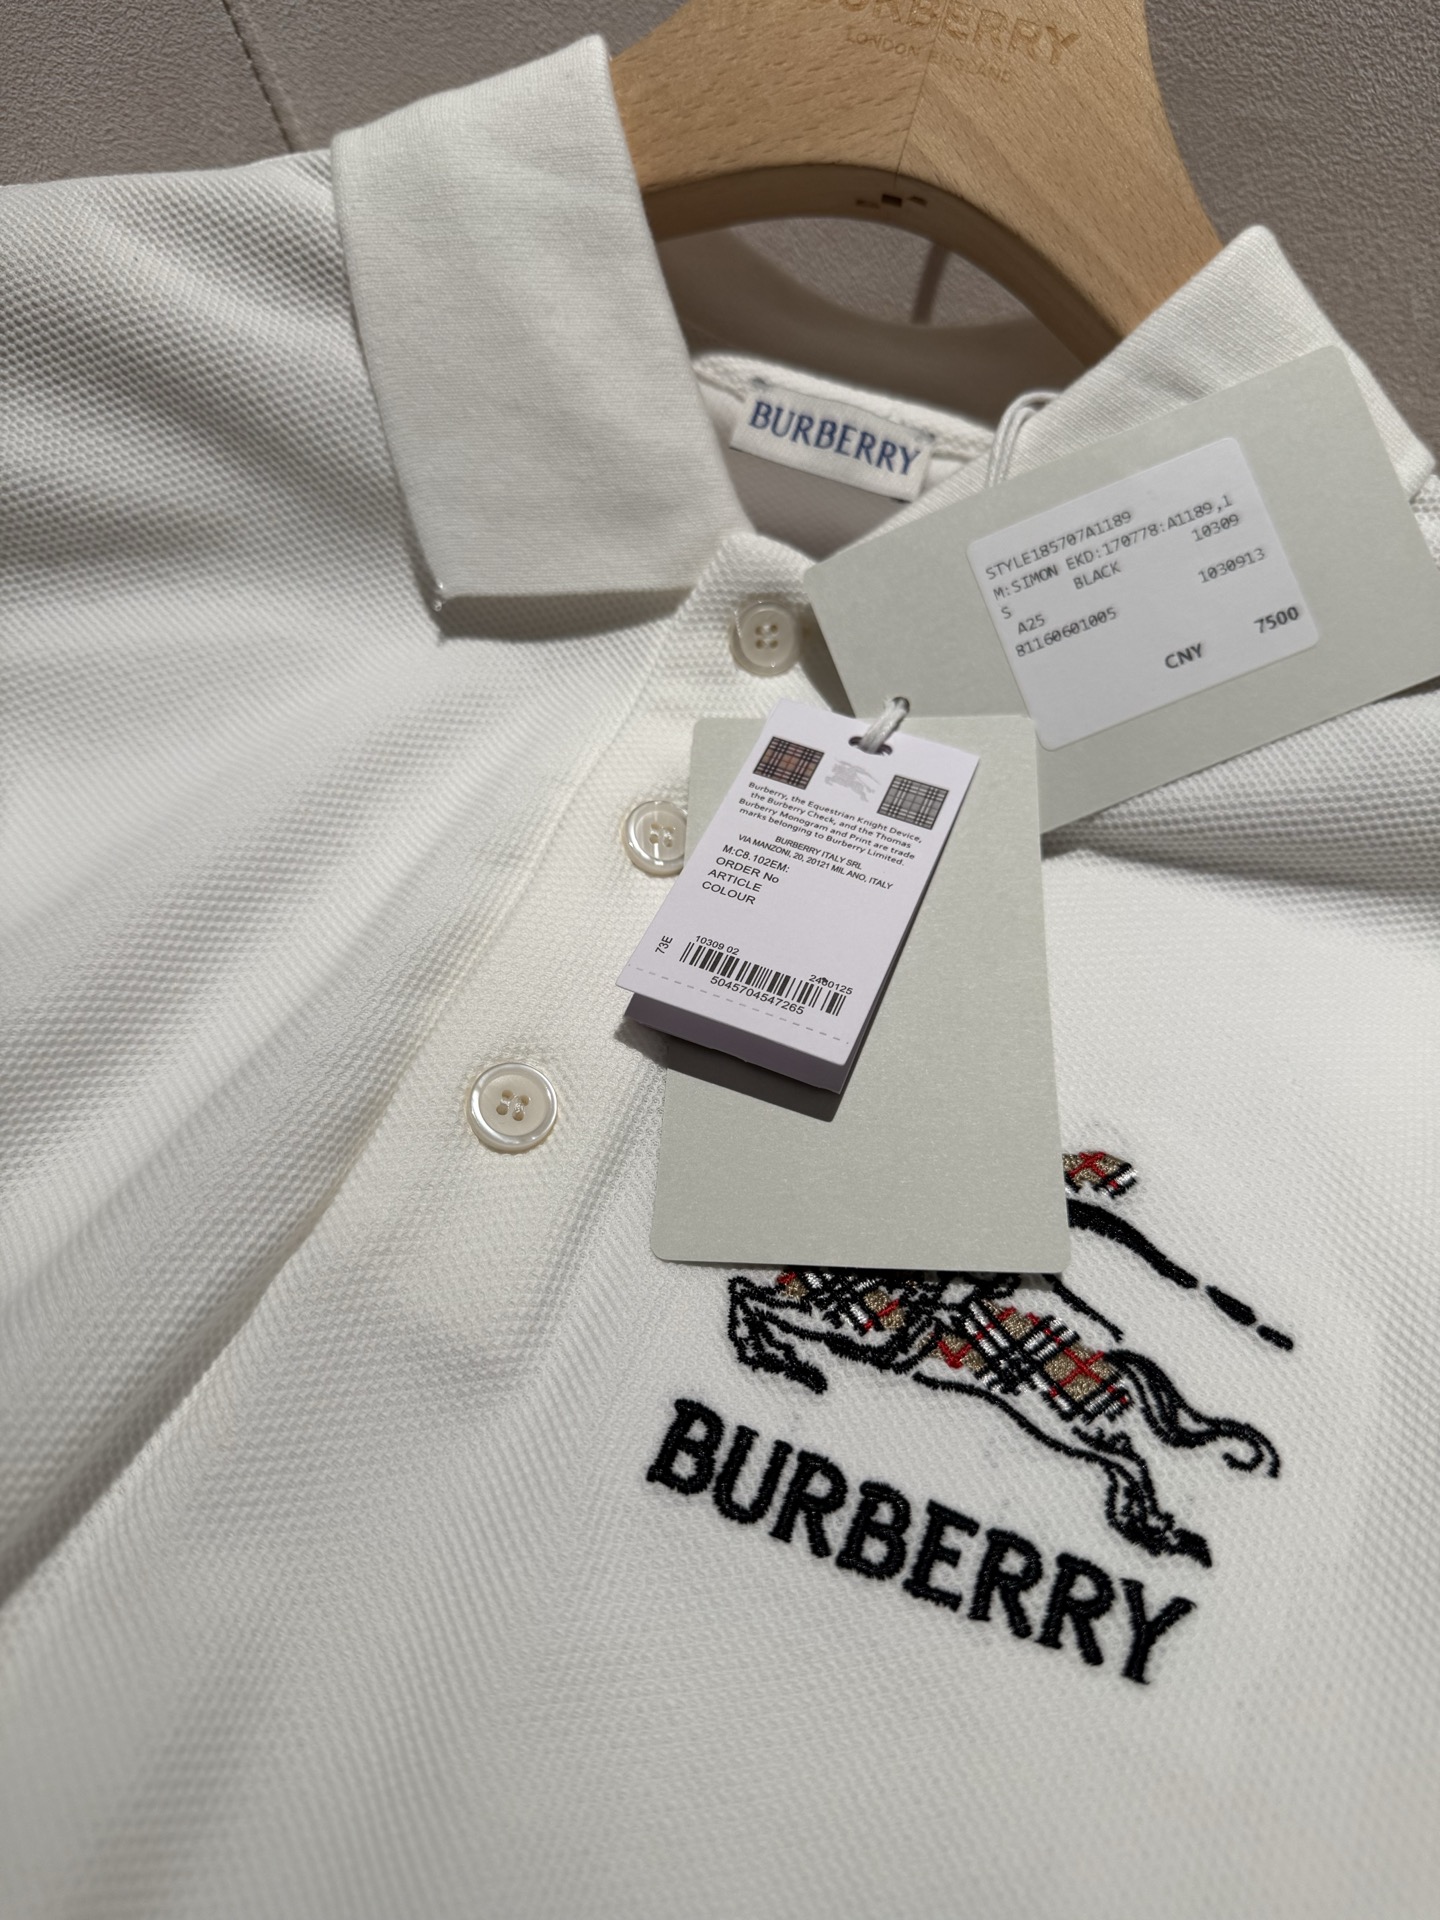 BURBERRY
LONDON ENGLAND
BURBERRY
STYLE185707A1189
M:SIMON EKD:170778:A1189,1
10309
S BLACK
1030913
A25
81160601005
CNY 7500
Burberry, the Equestrian Knight Device,
the Burberry Check, and the Thomas
Burberry Monogram and Print are trade
marks belonging to Burberry Limited.
BURBERRY ITALY SRL
VIA MANZONI, 20, 20121 MILANO, ITALY
M:C8.102EM:
ORDER No
ARTICLE
COLOUR
73E
10309 02
2480125
5045704547265
BURBERRY